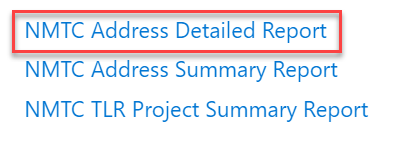 NMTC Address Detailed Report
NMTC Address Summary Report
NMTC TLR Project Summary Report